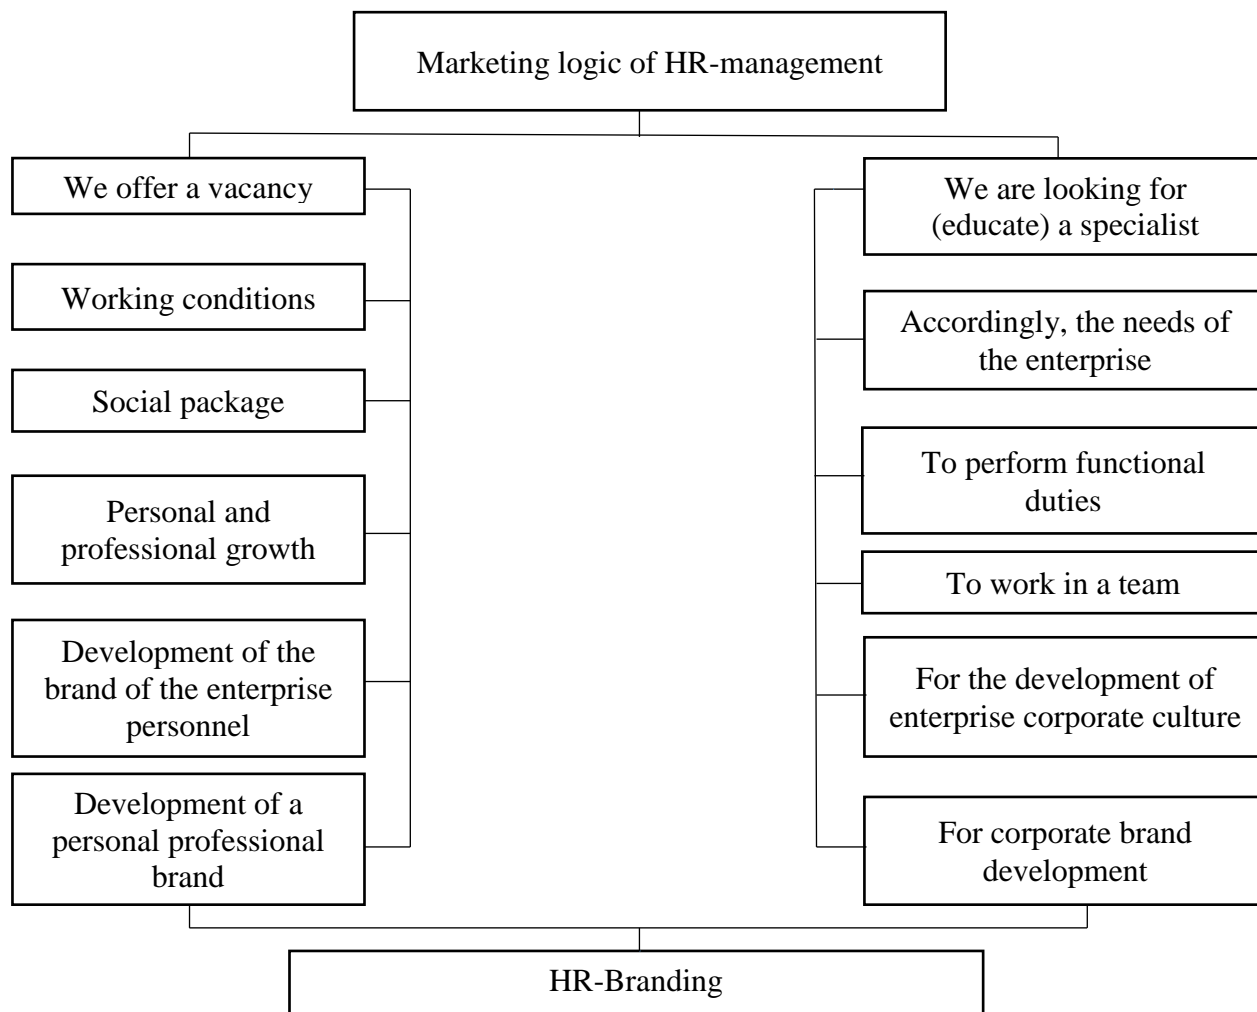 Marketing logic of HR-management
We offer a vacancy
Working conditions
Social package
Personal and
professional growth
Development of the
brand of the enterprise
personnel
Development of a
personal professional
brand
We are looking for
(educate) a specialist
Accordingly, the needs of
the enterprise
To perform functional
duties
To work in a team
For the development of
enterprise corporate culture
For corporate brand
development
HR-Branding